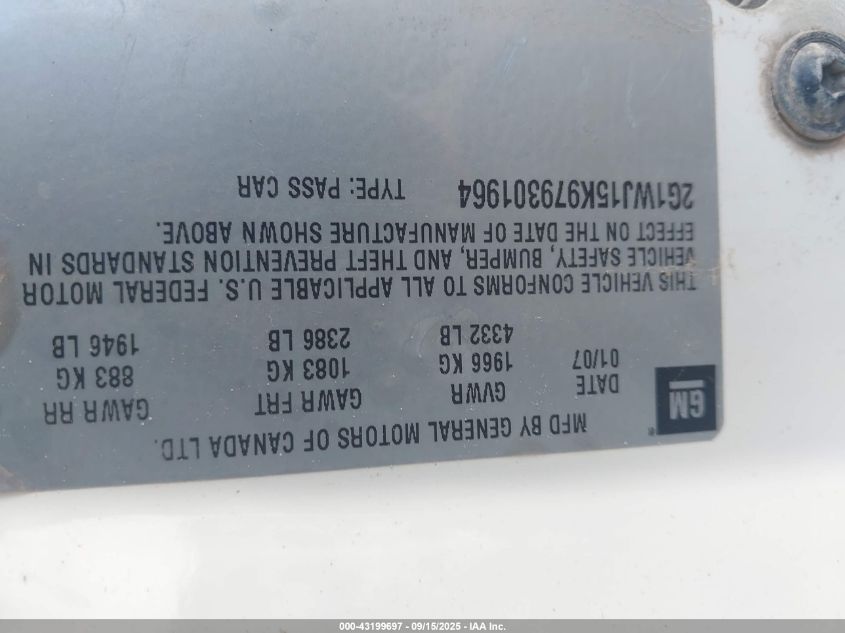 MFD BY GENERAL MOTORS OF CANADA LTD.
GM
DATE GVWR GAWR FRT GAWR RR
01/07 1966 KG 1083 KG 883 KG
4332 LB 2386 LB 1946 LB
THIS VEHICLE CONFORMS TO ALL APPLICABLE U.S. FEDERAL MOTOR
VEHICLE SAFETY, BUMPER, AND THEFT PREVENTION STANDARDS IN
EFFECT ON THE DATE OF MANUFACTURE SHOWN ABOVE.
2G1WJ15K979301964 TYPE: PASS CAR
000-43199697 - 09/15/2025 - IAA Inc.